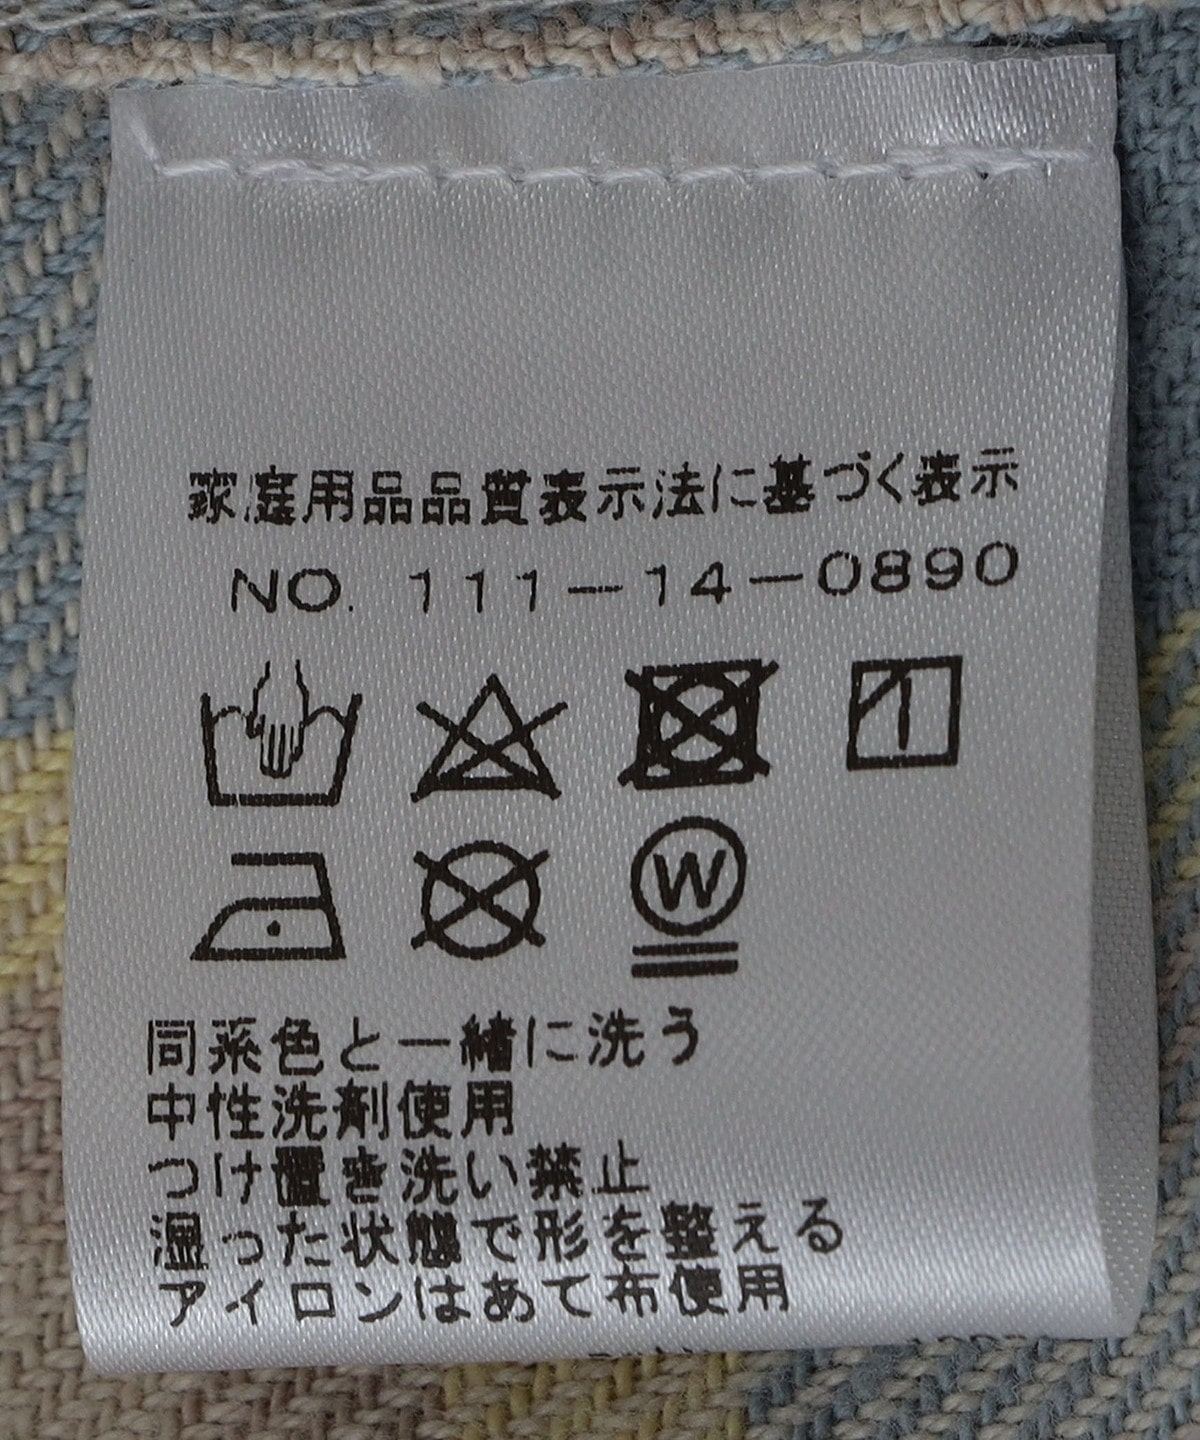 家庭用品品質表示法に基づく表示
NO. 111-14-0890
W
同系色と一緒に洗う
中性洗剤使用
つけ置き洗い禁止
湿った状態で形を整える
アイロンはあて布使用